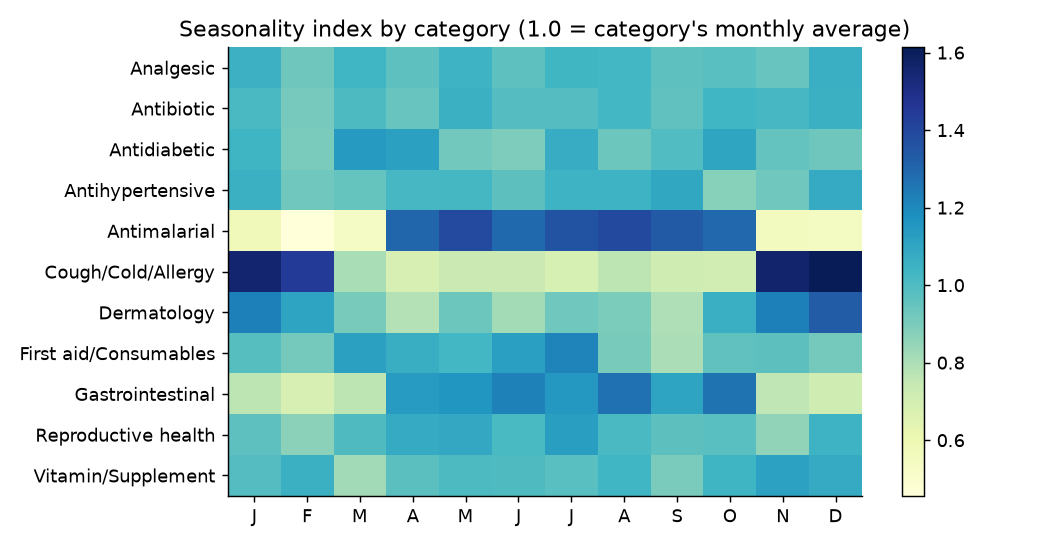 Seasonality index by category (1.0 = category's monthly average)
Analgesic
Antibiotic
Antidiabetic
Antihypertensive
Antimalarial
Cough/Cold/Allergy
Dermatology
First aid/Consumables
Gastrointestinal
Reproductive health
Vitamin/Supplement
J F M A M J J A S O N D
1.6
1.4
1.2
1.0
0.8
0.6